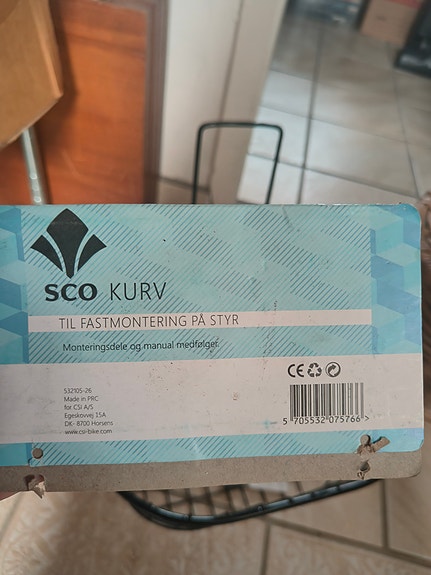 SCO KURV
TIL FASTMONTERING PÅ STYR
Monteringsdele og manual medfølger.
CE
532105-26
Made in PRC
for CSI A/S
Egeskovvej 15A
DK- 8700 Horsens
www.csi-bike.com
5 705532 075766 >